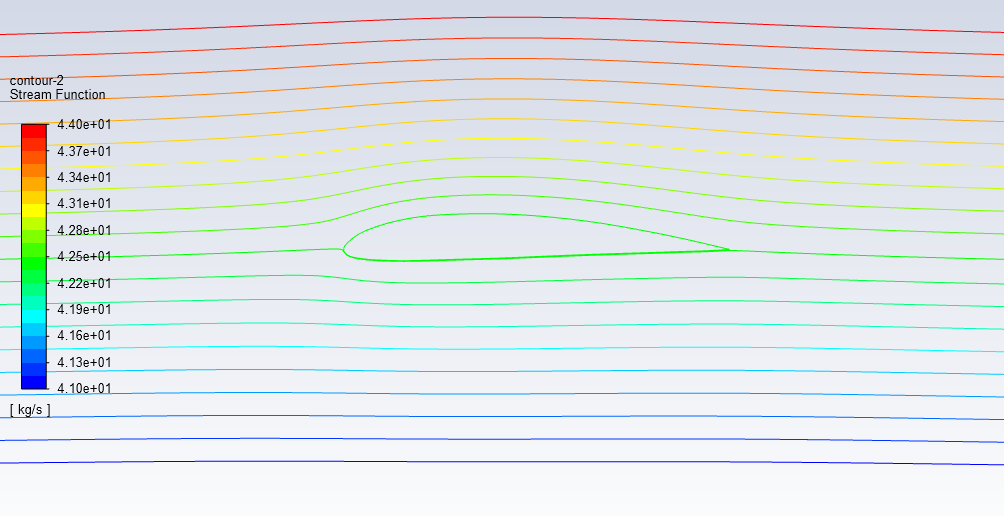 contour-2
Stream Function
4.40e+01
4.37e+01
4.34e+01
4.31e+01
4.28e+01
4.25e+01
4.22e+01
4.19e+01
4.16e+01
4.13e+01
4.10e+01
[ kg/s ]